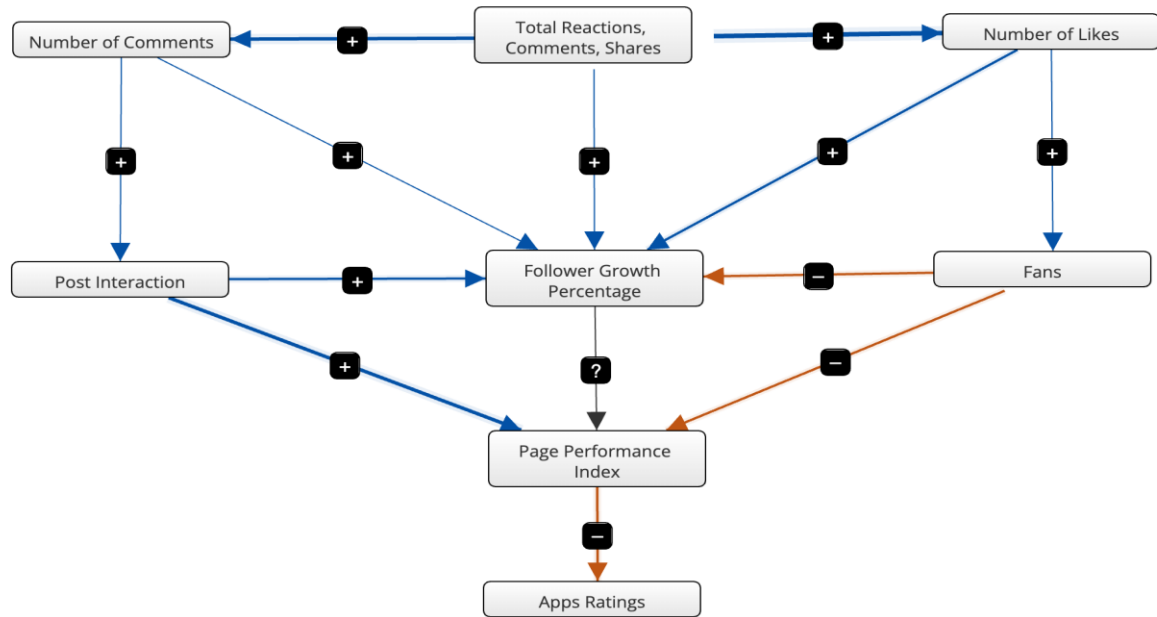 Total Reactions,
Comments, Shares
Number of Comments
+
+
Number of Likes
+
+
+
+
+
Post Interaction
+
Follower Growth
Percentage
−
Fans
+
?
−
Page Performance
Index
−
Apps Ratings